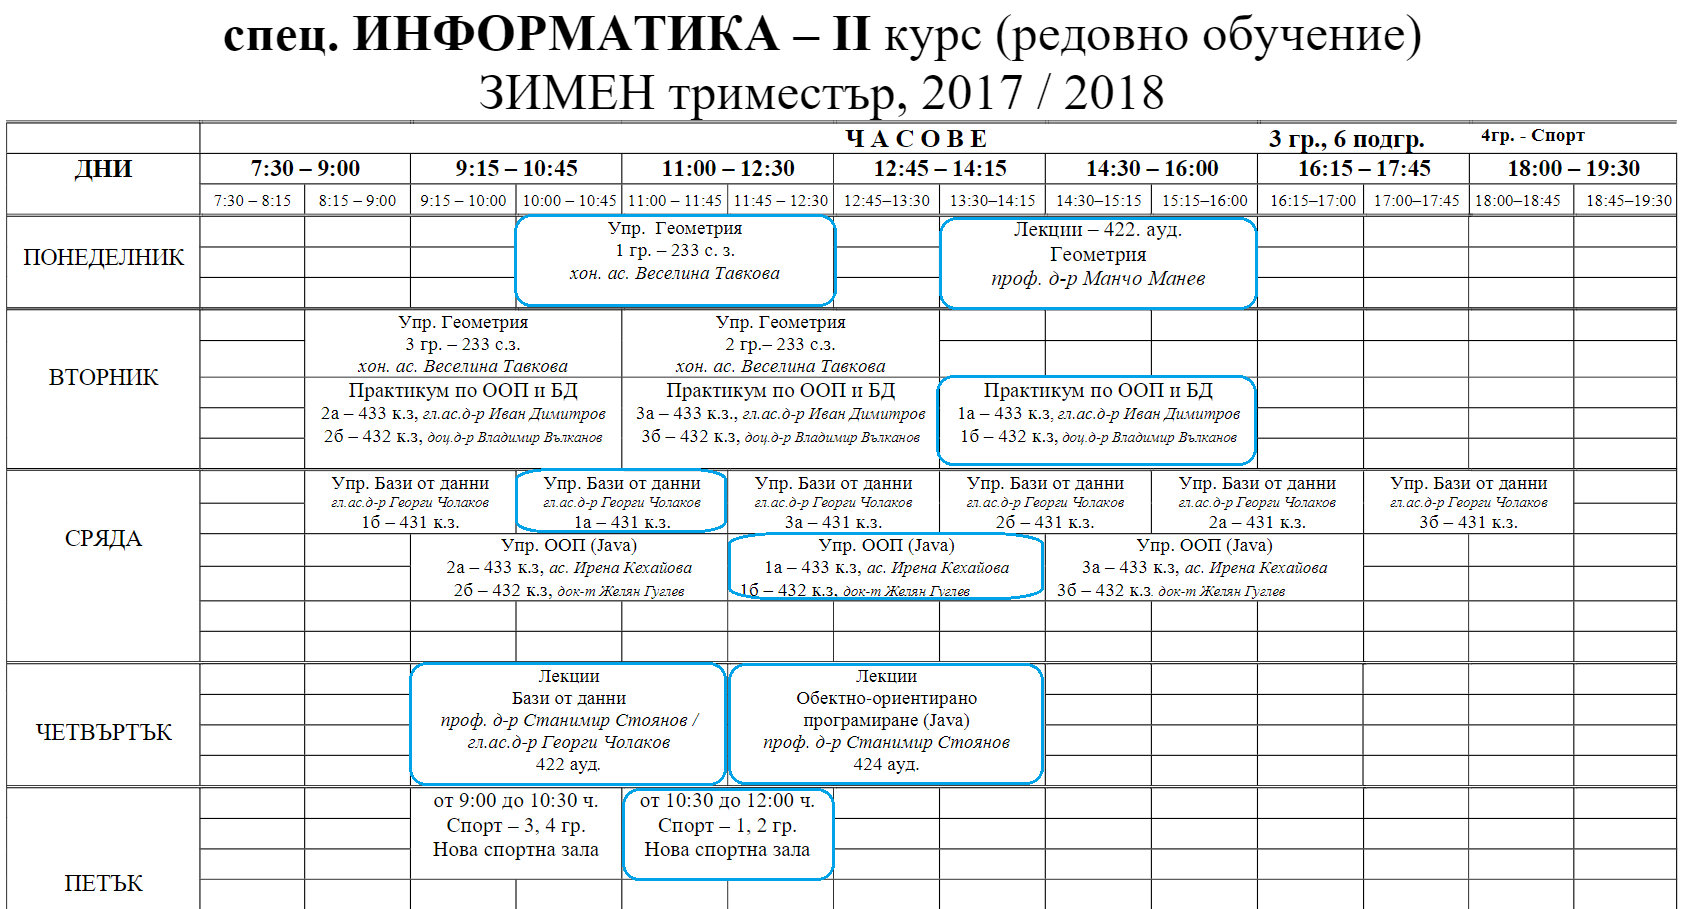 спец. ИНФОРМАТИКА – II курс (редовно обучение)
ЗИМЕН триместър, 2017 / 2018
Ч А С О В Е
3 гр., 6 подгр.
4гр. - Спорт
ДНИ
7:30 – 9:00
9:15 – 10:45
11:00 – 12:30
12:45 – 14:15
14:30 – 16:00
16:15 – 17:45
18:00 – 19:30
7:30 – 8:15
8:15 – 9:00
9:15 – 10:00
10:00 – 10:45
11:00 – 11:45
11:45 – 12:30
12:45–13:30
13:30–14:15
14:30–15:15
15:15–16:00
16:15–17:00
17:00–17:45
18:00–18:45
18:45–19:30
ПОНЕДЕЛНИК
Упр. Геометрия
1 гр. – 233 с. з.
хон. ас. Веселина Тавкова
Лекции – 422. ауд.
Геометрия
проф. д-р Манчо Манев
ВТОРНИК
Упр. Геометрия
3 гр. – 233 с.з.
хон. ас. Веселина Тавкова
Упр. Геометрия
2 гр.– 233 с.з.
хон. ас. Веселина Тавкова
Практикум по ООП и БД
2а – 433 к.з, гл.ас.д-р Иван Димитров
2б – 432 к.з, доц.д-р Владимир Вълканов
Практикум по ООП и БД
3а – 433 к.з., гл.ас.д-р Иван Димитров
3б – 432 к.з, доц.д-р Владимир Вълканов
Практикум по ООП и БД
1а – 433 к.з, гл.ас.д-р Иван Димитров
1б – 432 к.з, доц.д-р Владимир Вълканов
СРЯДА
Упр. Бази от данни
гл.ас.д-р Георги Чолаков
1б – 431 к.з.
Упр. Бази от данни
гл.ас.д-р Георги Чолаков
1а – 431 к.з.
Упр. Бази от данни
гл.ас.д-р Георги Чолаков
3а – 431 к.з.
Упр. Бази от данни
гл.ас.д-р Георги Чолаков
2б – 431 к.з.
Упр. Бази от данни
гл.ас.д-р Георги Чолаков
2а – 431 к.з.
Упр. Бази от данни
гл.ас.д-р Георги Чолаков
3б – 431 к.з.
Упр. ООП (Java)
2а – 433 к.з, ас. Ирена Кехайова
2б – 432 к.з, док-т Желян Гуглев
Упр. ООП (Java)
1а – 433 к.з, ас. Ирена Кехайова
1б – 432 к.з, док-т Желян Гуглев
Упр. ООП (Java)
3а – 433 к.з, ас. Ирена Кехайова
3б – 432 к.з. док-т Желян Гуглев
ЧЕТВЪРТЪК
Лекции
Бази от данни
проф. д-р Станимир Стоянов /
гл.ас.д-р Георги Чолаков
422 ауд.
Лекции
Обектно-ориентирано
програмиране (Java)
проф. д-р Станимир Стоянов
424 ауд.
ПЕТЪК
от 9:00 до 10:30 ч.
Спорт – 3, 4 гр.
Нова спортна зала
от 10:30 до 12:00 ч.
Спорт – 1, 2 гр.
Нова спортна зала